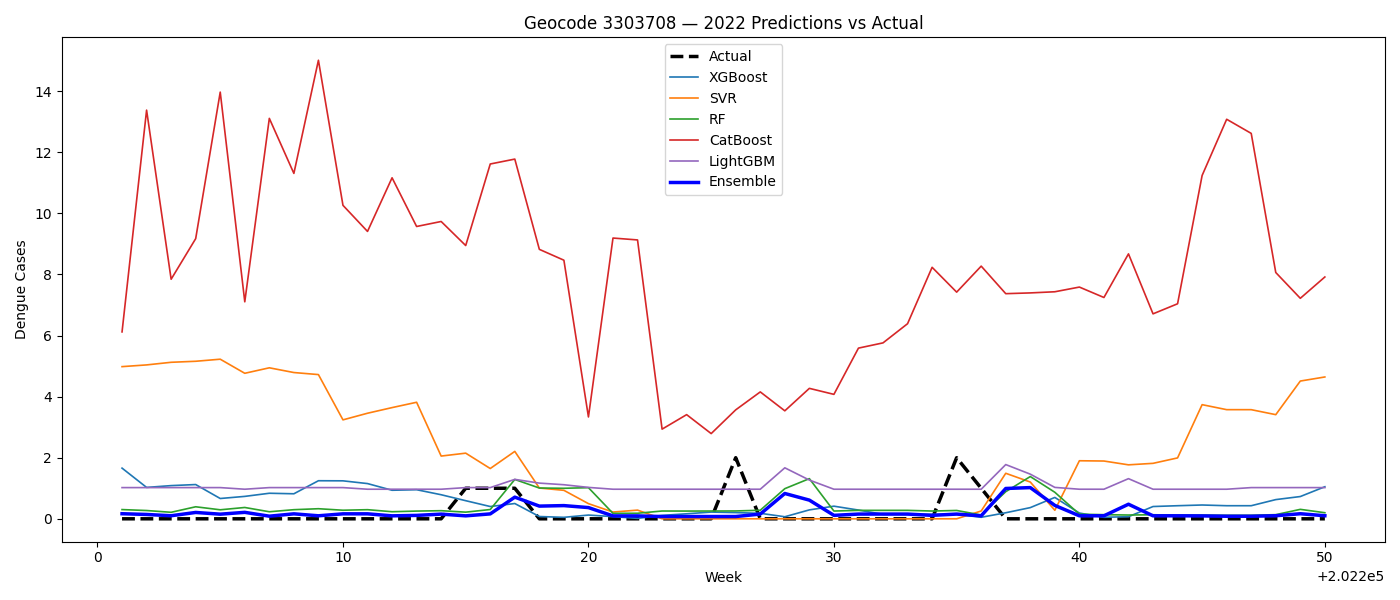 Geocode 3303708 — 2022 Predictions vs Actual
Actual
XGBoost
SVR
RF
CatBoost
LightGBM
Ensemble
Dengue Cases
14
12
10
8
6
4
2
0
0
10
20
30
40
50
Week
+2.022e5